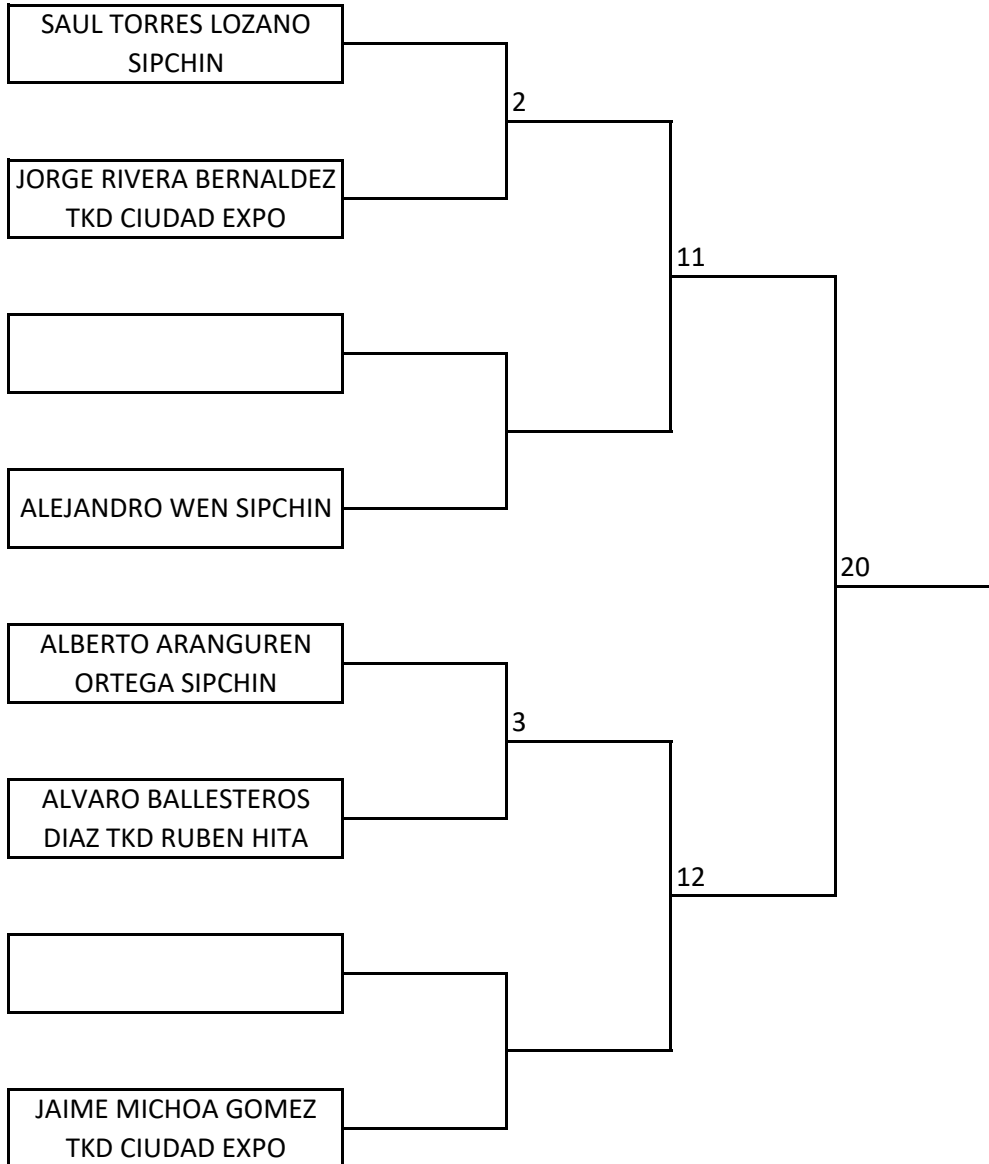 SAUL TORRES LOZANO
SIPCHIN
2
JORGE RIVERA BERNALDEZ
TKD CIUDAD EXPO
11
ALEJANDRO WEN SIPCHIN
20
ALBERTO ARANGUREN
ORTEGA SIPCHIN
3
ALVARO BALLESTEROS
DIAZ TKD RUBEN HITA
12
JAIME MICHOA GOMEZ
TKD CIUDAD EXPO